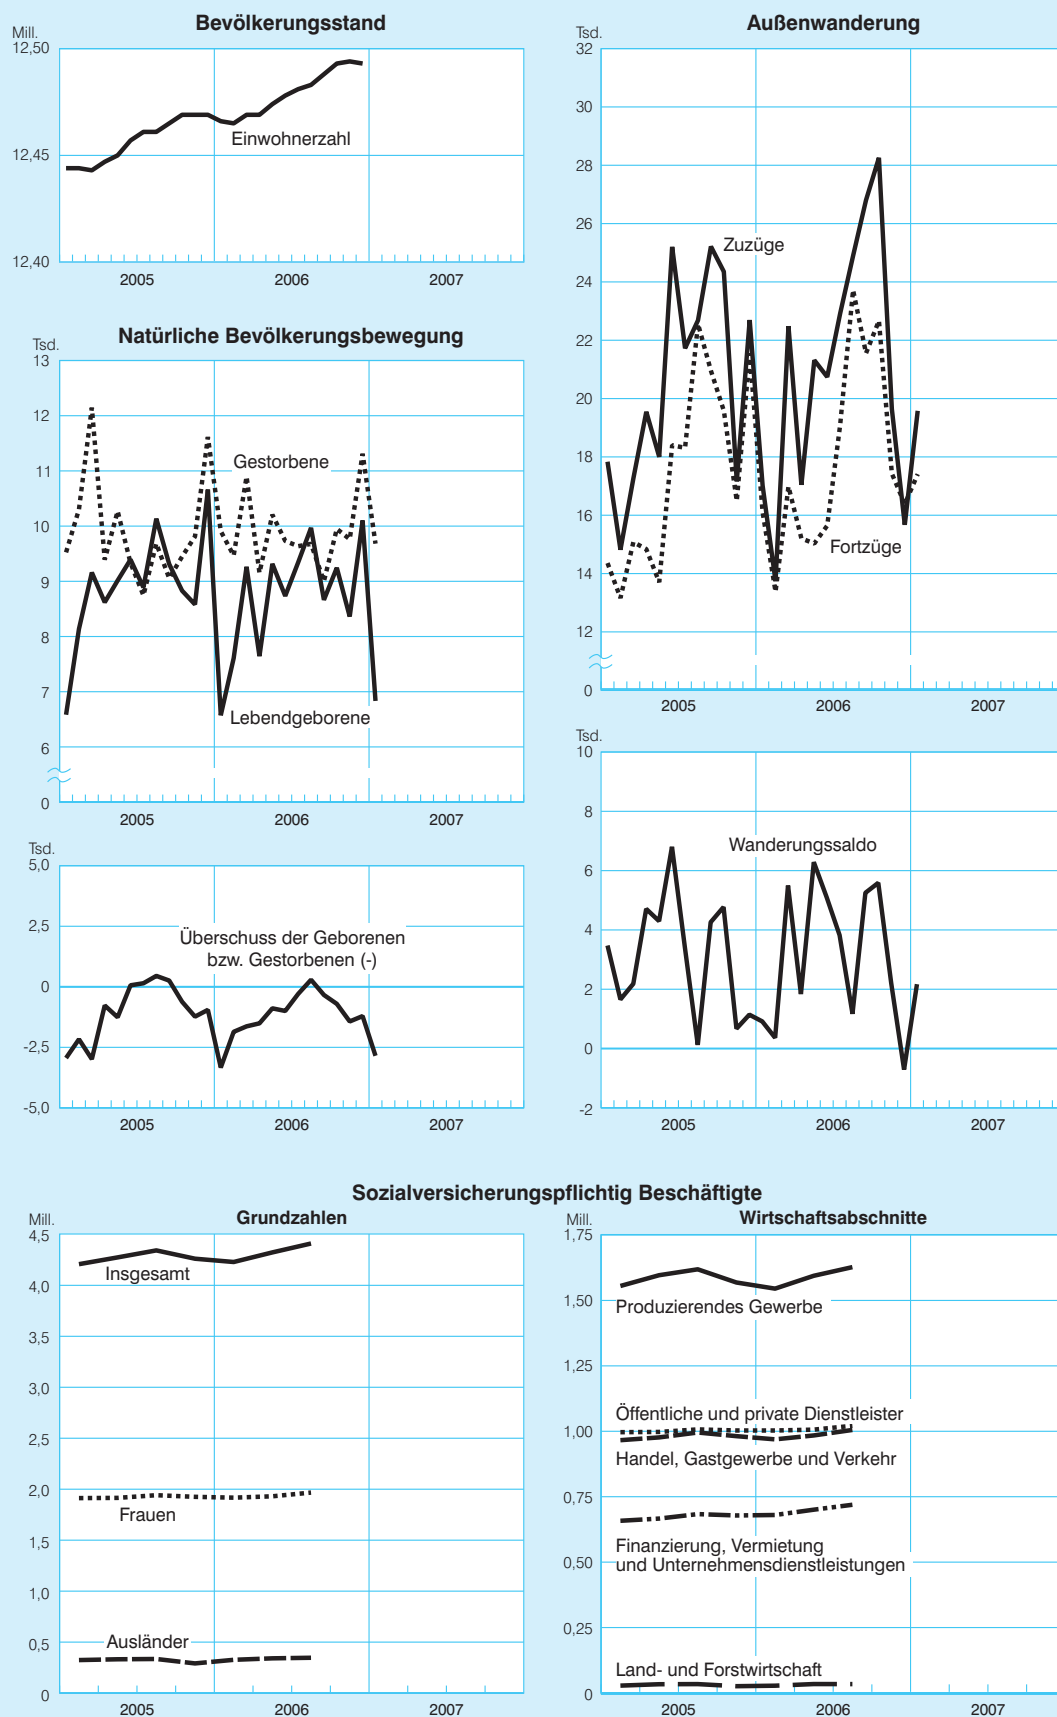 Bevölkerungsstand
Mill.
12,50
12,45
12,40
Einwohnerzahl
2005
2006
2007
Natürliche Bevölkerungsbewegung
Tsd.
13
12
11
10
9
8
7
6
0
Gestorbene
Lebendgeborene
2005
2006
2007
Tsd.
5,0
2,5
0
-2,5
-5,0
Überschuss der Geborenen
bzw. Gestorbenen (-)
2005
2006
2007
Außenwanderung
Tsd.
32
30
28
26
24
22
20
18
16
14
12
0
Zuzüge
Fortzüge
2005
2006
2007
Tsd.
10
8
6
4
2
0
-2
Wanderungssaldo
2005
2006
2007
Sozialversicherungspflichtig Beschäftigte
Grundzahlen
Mill.
4,5
4,0
3,5
3,0
2,5
2,0
1,5
1,0
0,5
0
Insgesamt
Frauen
Ausländer
2005
2006
2007
Wirtschaftsabschnitte
Mill.
1,75
1,50
1,25
1,00
0,75
0,50
0,25
0
Produzierendes Gewerbe
Öffentliche und private Dienstleister
Handel, Gastgewerbe und Verkehr
Finanzierung, Vermietung
und Unternehmensdienstleistungen
Land- und Forstwirtschaft
2005
2006
2007